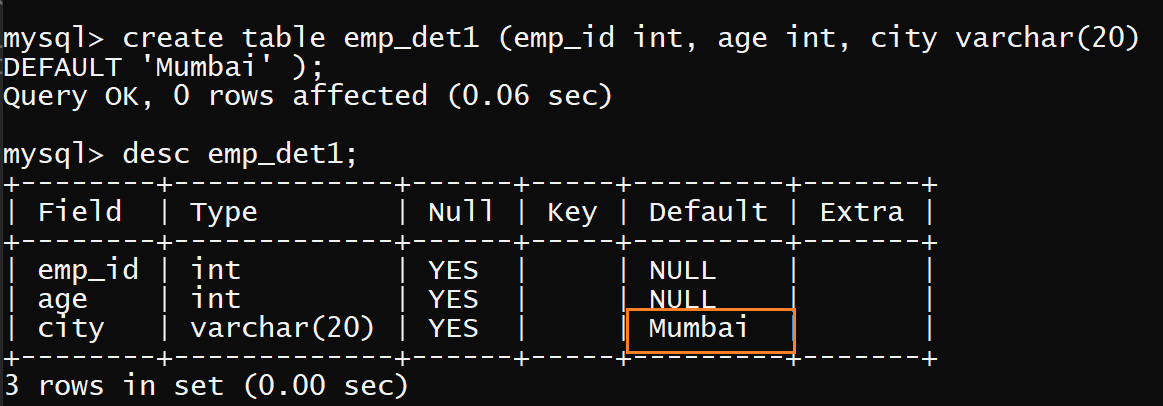 mysql> create table emp_det1 (emp_id int, age int, city varchar(20)
DEFAULT 'Mumbai' );
Query OK, 0 rows affected (0.06 sec)

mysql> desc emp_det1;
+--------+-------------+------+-----+---------+-------+
| Field  | Type        | Null | Key | Default | Extra |
+--------+-------------+------+-----+---------+-------+
| emp_id | int         | YES  |     | NULL    |       |
| age    | int         | YES  |     | NULL    |       |
| city   | varchar(20) | YES  |     | Mumbai  |       |
+--------+-------------+------+-----+---------+-------+
3 rows in set (0.00 sec)